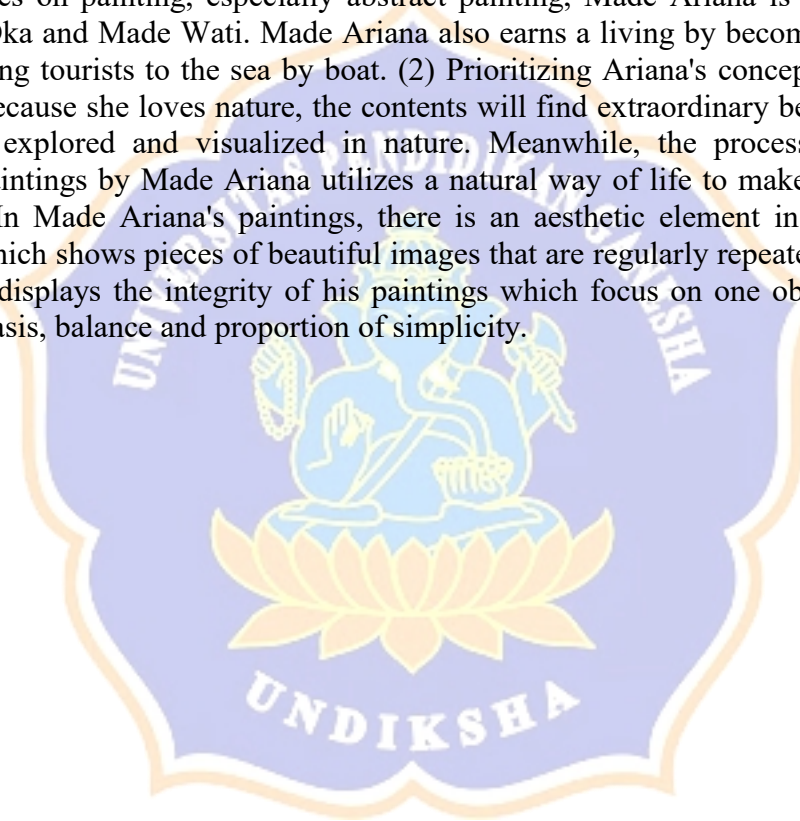 es on painting, especially abstract painting, Made Ariana is
Oka and Made Wati. Made Ariana also earns a living by becom
ng tourists to the sea by boat. (2) Prioritizing Ariana's concep
ecause she loves nature, the contents will find extraordinary be
explored and visualized in nature. Meanwhile, the process
intings by Made Ariana utilizes a natural way of life to make
In Made Ariana's paintings, there is an aesthetic element in
hich shows pieces of beautiful images that are regularly repeate
displays the integrity of his paintings which focus on one ob
asis, balance and proportion of simplicity.
UNIVERSITAS PENDIDIKAN GANESHA
UNDIKSHA